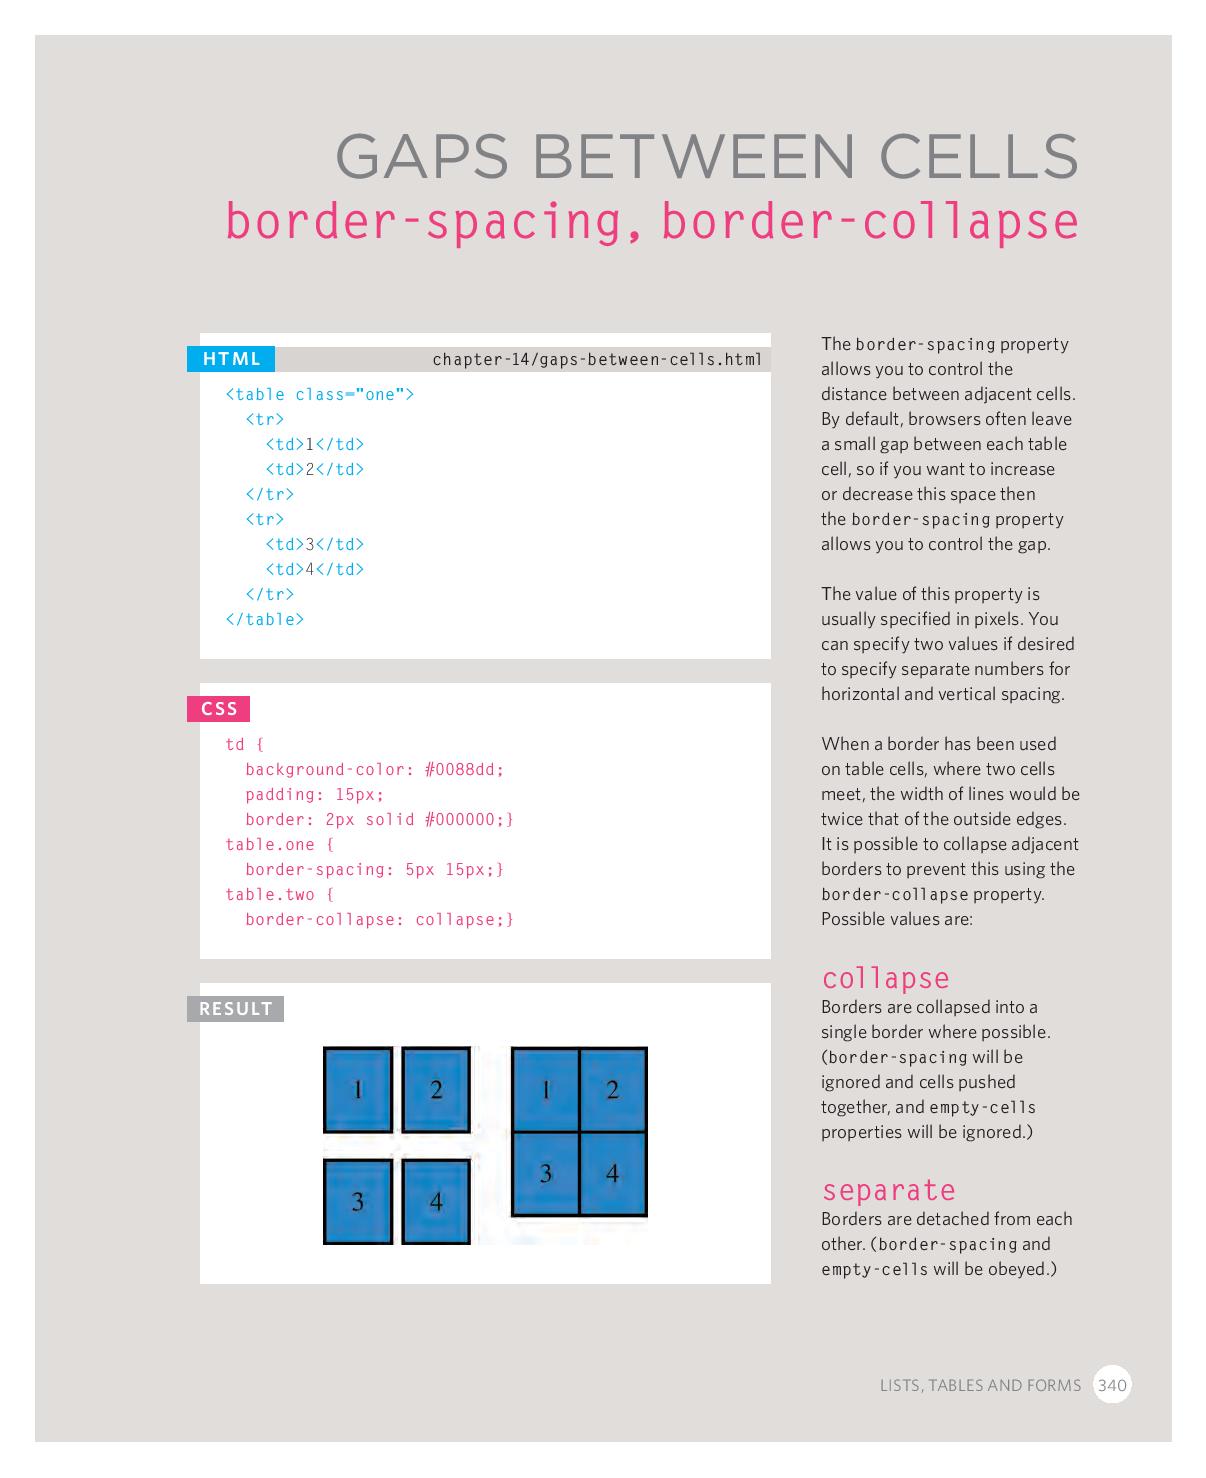 GAPS BETWEEN CELLS
border-spacing, border-collapse
HTML
chapter-14/gaps-between-cells.html
<table class="one">
<tr>
<td>1</td>
<td>2</td>
</tr>
<tr>
<td>3</td>
<td>4</td>
</tr>
</table>
CSS
td {
background-color: #0088dd;
padding: 15px;
border: 2px solid #000000;}
table.one {
border-spacing: 5px 15px;}
table.two {
border-collapse: collapse;}
RESULT
1 2 1 2
3 4 3 4
The border-spacing property
allows you to control the
distance between adjacent cells.
By default, browsers often leave
a small gap between each table
cell, so if you want to increase
or decrease this space then
the border-spacing property
allows you to control the gap.
The value of this property is
usually specified in pixels. You
can specify two values if desired
to specify separate numbers for
horizontal and vertical spacing.
When a border has been used
on table cells, where two cells
meet, the width of lines would be
twice that of the outside edges.
It is possible to collapse adjacent
borders to prevent this using the
border-collapse property.
Possible values are:
collapse
Borders are collapsed into a
single border where possible.
(border-spacing will be
ignored and cells pushed
together, and empty-cells
properties will be ignored.)
separate
Borders are detached from each
other. (border-spacing and
empty-cells will be obeyed.)
LISTS, TABLES AND FORMS 340